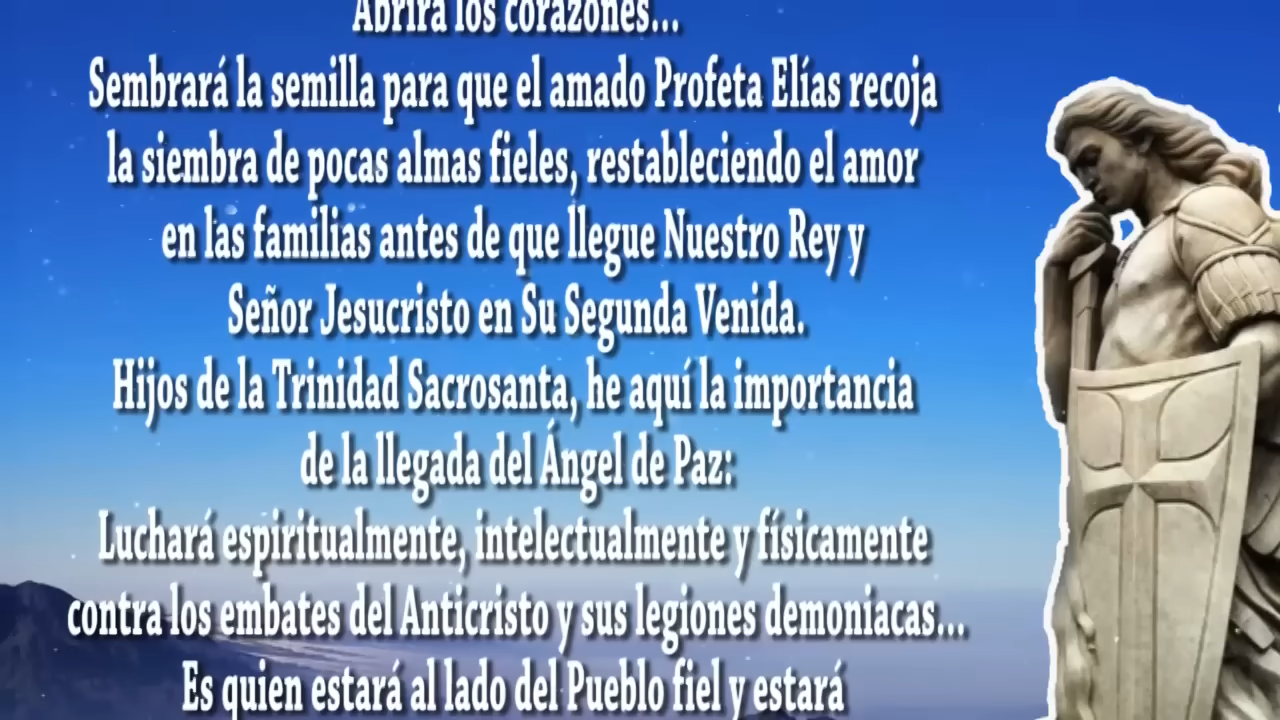 Abrirá los corazones...
Sembrará la semilla para que el amado Profeta Elías recoja
la siembra de pocas almas fieles, restableciendo el amor
en las familias antes de que llegue Nuestro Rey y
Señor Jesucristo en Su Segunda Venida.
Hijos de la Trinidad Sacrosanta, he aquí la importancia
de la llegada del Ángel de Paz:
Luchará espiritualmente, intelectualmente y físicamente
contra los embates del Anticristo y sus legiones demoniacas...
Es quien estará al lado del Pueblo fiel y estará